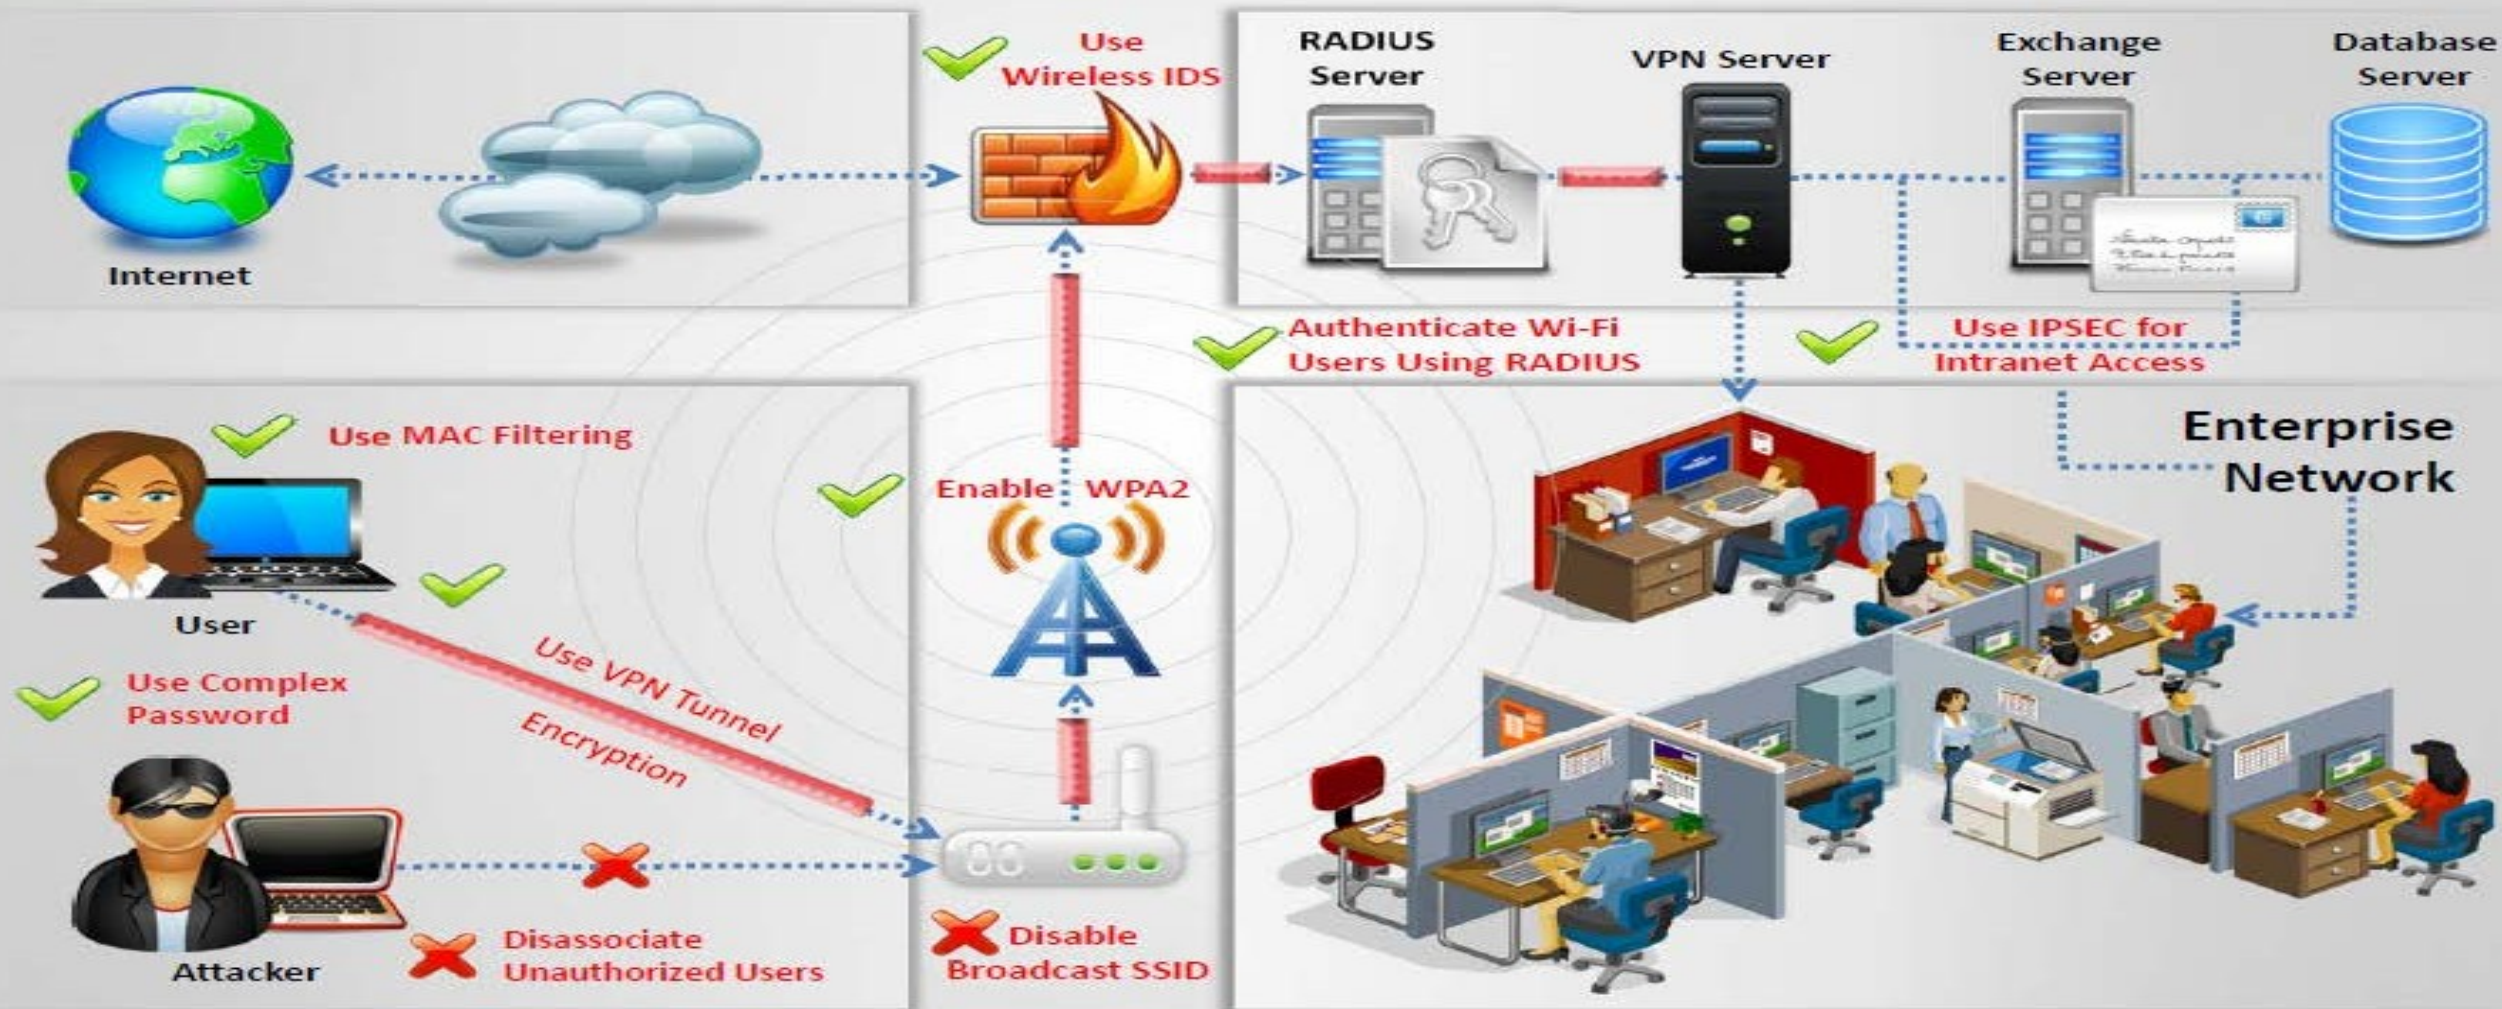 Use
Wireless IDS
RADIUS
Server
VPN Server
Exchange
Server
Database
Server
Internet
Authenticate Wi-Fi
Users Using RADIUS
Use IPSEC for
Intranet Access
Use MAC Filtering
Enable WPA2
Enterprise
Network
User
Use VPN Tunnel
Encryption
Use Complex
Password
Attacker
Disassociate
Unauthorized Users
Disable
Broadcast SSID